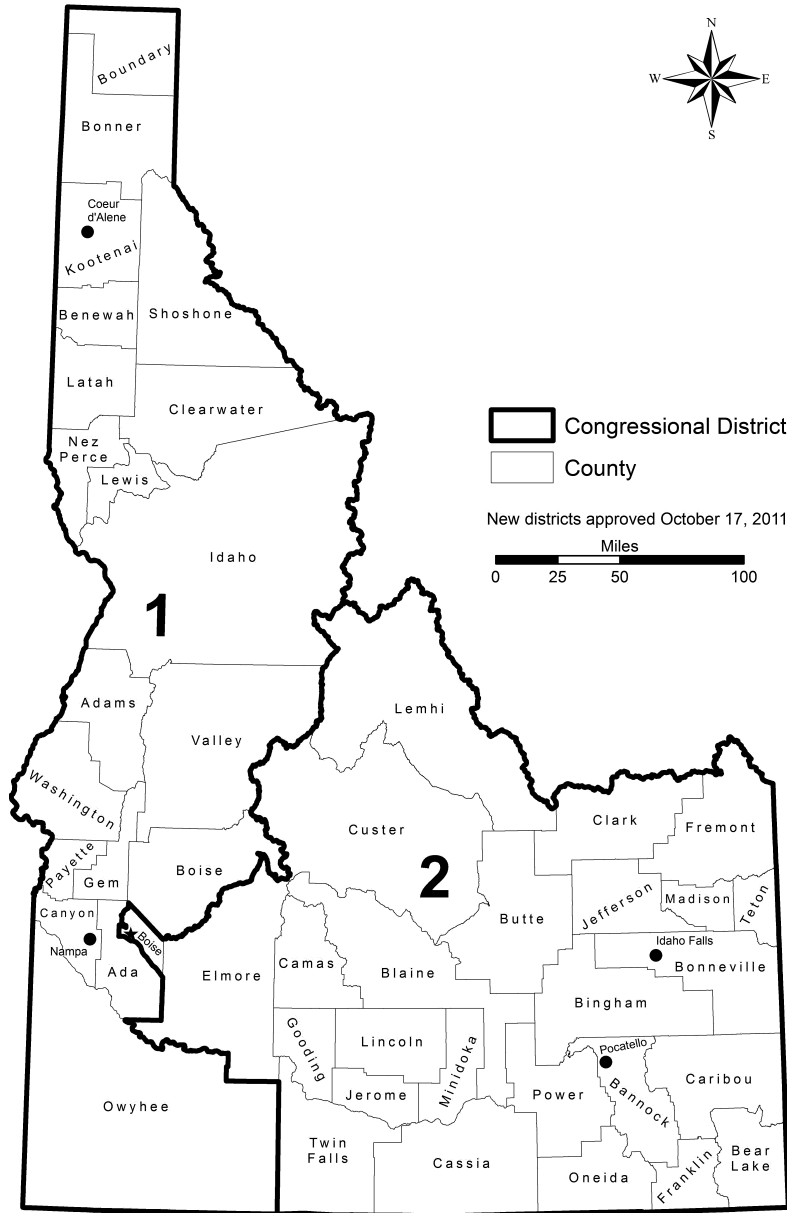 N
W
E
S
Boundary
Bonner
Coeur
d'Alene
Kootenai
Benewah
Shoshone
Latah
Clearwater
Nez
Perce
Lewis
Congressional District
County
New districts approved October 17, 2011
Miles
0 25 50 100
Idaho
1
Adams
Valley
Lemhi
Washington
Custer
Clark
Fremont
2
Payette
Gem
Boise
Butte
Jefferson
Madison
Teton
Canyon
Nampa
Boise
Ada
Elmore
Camas
Blaine
Idaho Falls
Bonneville
Bingham
Gooding
Lincoln
Minidoka
Jerome
Pocatello
Power
Bannock
Caribou
Owyhee
Twin
Falls
Cassia
Oneida
Franklin
Bear
Lake